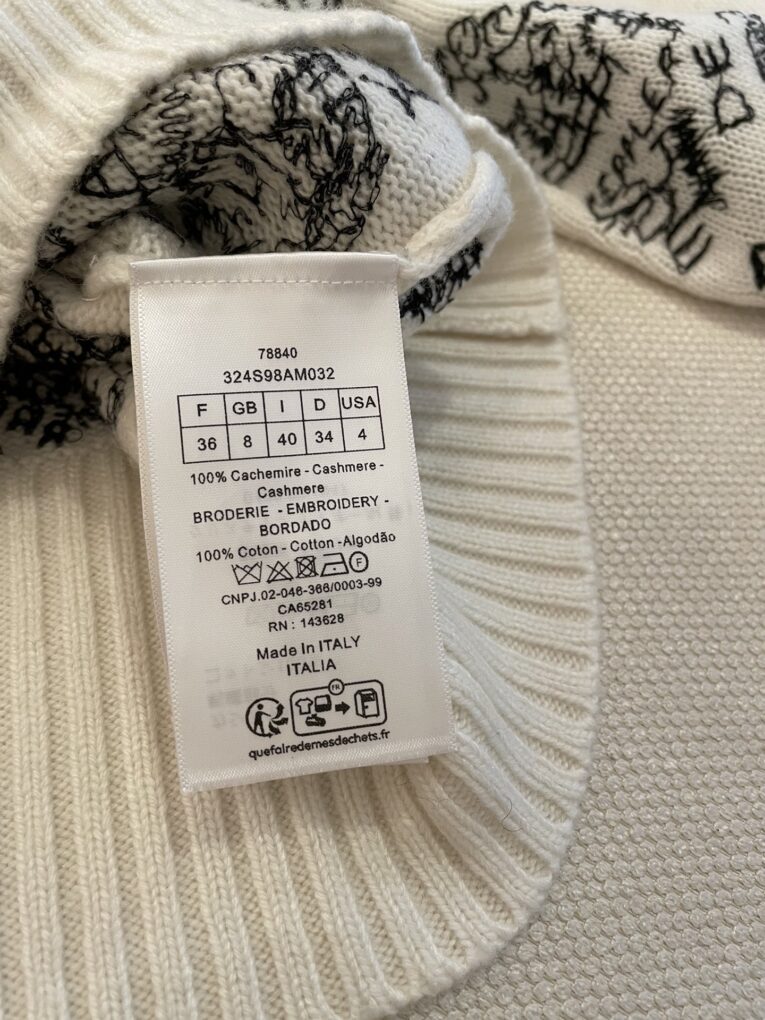 78840
324S98AM032
F GB I D USA
36 8 40 34 4
100% Cachemire - Cashmere -
Cashmere
BRODERIE - EMBROIDERY -
BORDADO
100% Coton - Cotton -Algodão
F
CNPJ.02-046-366/0003-99
CA65281
RN : 143628
Made In ITALY
ITALIA
FR
quefairedemesdechets.fr